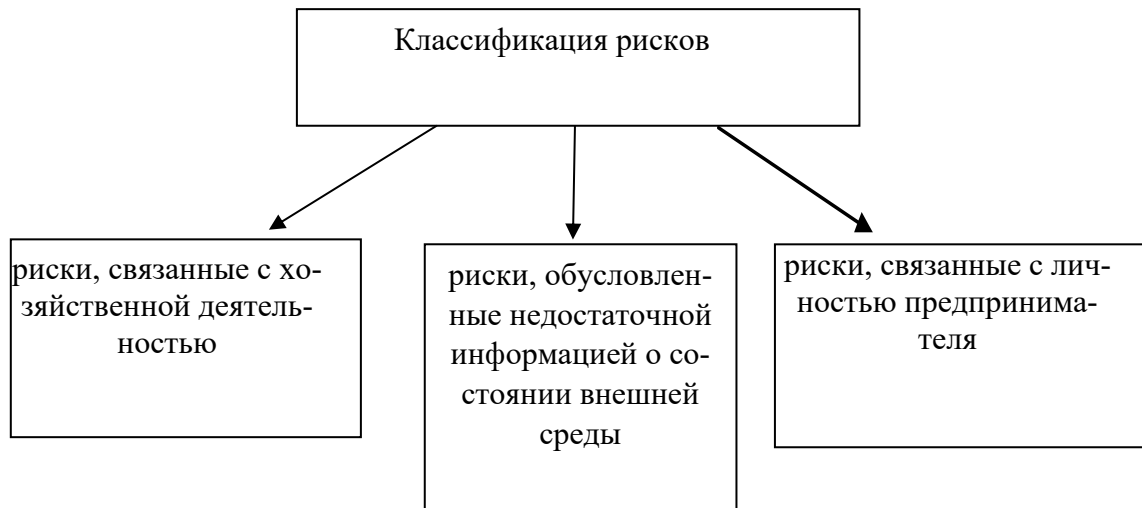 Классификация рисков
риски, связанные с хо-
зяйственной деятель-
ностью
риски, обусловлен-
ные недостаточной
информацией о со-
стоянии внешней
среды
риски, связанные с лич-
ностью предпринима-
теля